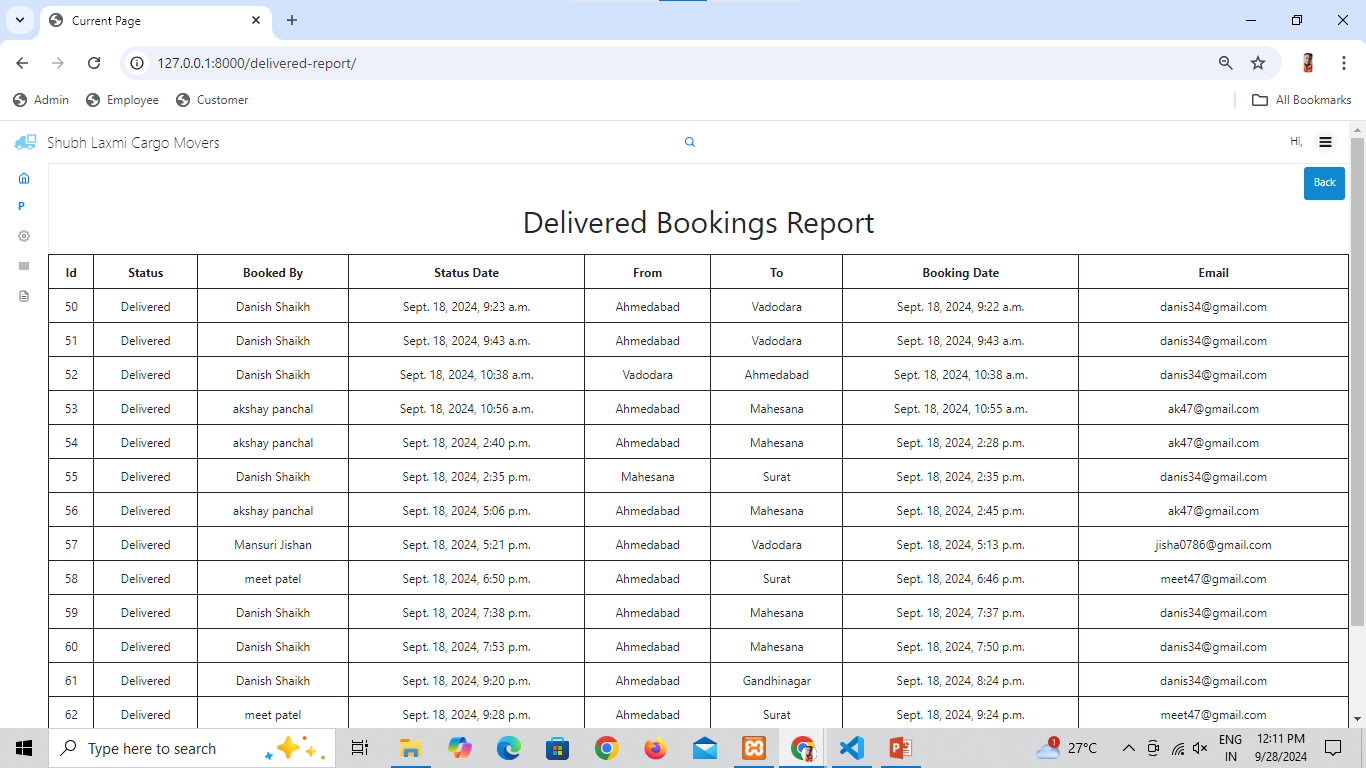 Current Page
127.0.0.1:8000/delivered-report/
Admin Employee Customer All Bookmarks
Shubh Laxmi Cargo Movers Hi,
Back
P
Delivered Bookings Report
Id Status Booked By Status Date From To Booking Date Email
50 Delivered Danish Shaikh Sept. 18, 2024, 9:23 a.m. Ahmedabad Vadodara Sept. 18, 2024, 9:22 a.m. danis34@gmail.com
51 Delivered Danish Shaikh Sept. 18, 2024, 9:43 a.m. Ahmedabad Vadodara Sept. 18, 2024, 9:43 a.m. danis34@gmail.com
52 Delivered Danish Shaikh Sept. 18, 2024, 10:38 a.m. Vadodara Ahmedabad Sept. 18, 2024, 10:38 a.m. danis34@gmail.com
53 Delivered akshay panchal Sept. 18, 2024, 10:56 a.m. Ahmedabad Mahesana Sept. 18, 2024, 10:55 a.m. ak47@gmail.com
54 Delivered akshay panchal Sept. 18, 2024, 2:40 p.m. Ahmedabad Mahesana Sept. 18, 2024, 2:28 p.m. ak47@gmail.com
55 Delivered Danish Shaikh Sept. 18, 2024, 2:35 p.m. Mahesana Surat Sept. 18, 2024, 2:35 p.m. danis34@gmail.com
56 Delivered akshay panchal Sept. 18, 2024, 5:06 p.m. Ahmedabad Mahesana Sept. 18, 2024, 2:45 p.m. ak47@gmail.com
57 Delivered Mansuri Jishan Sept. 18, 2024, 5:21 p.m. Ahmedabad Vadodara Sept. 18, 2024, 5:13 p.m. jisha0786@gmail.com
58 Delivered meet patel Sept. 18, 2024, 6:50 p.m. Ahmedabad Surat Sept. 18, 2024, 6:46 p.m. meet47@gmail.com
59 Delivered Danish Shaikh Sept. 18, 2024, 7:38 p.m. Ahmedabad Mahesana Sept. 18, 2024, 7:37 p.m. danis34@gmail.com
60 Delivered Danish Shaikh Sept. 18, 2024, 7:53 p.m. Ahmedabad Mahesana Sept. 18, 2024, 7:50 p.m. danis34@gmail.com
61 Delivered Danish Shaikh Sept. 18, 2024, 9:20 p.m. Ahmedabad Gandhinagar Sept. 18, 2024, 8:24 p.m. danis34@gmail.com
62 Delivered meet patel Sept. 18, 2024, 9:28 p.m. Ahmedabad Surat Sept. 18, 2024, 9:24 p.m. meet47@gmail.com
Type here to search 1 27°C ENG 12:11 PM
IN 9/28/2024